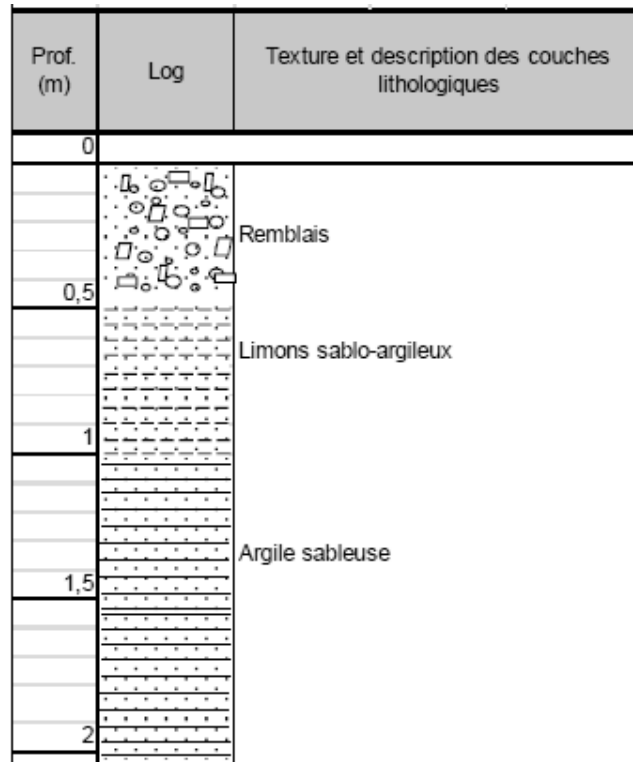 Prof.
(m)
Log
Texture et description des couches
lithologiques
0
Remblais
0,5
Limons sablo-argileux
1
Argile sableuse
1,5
2